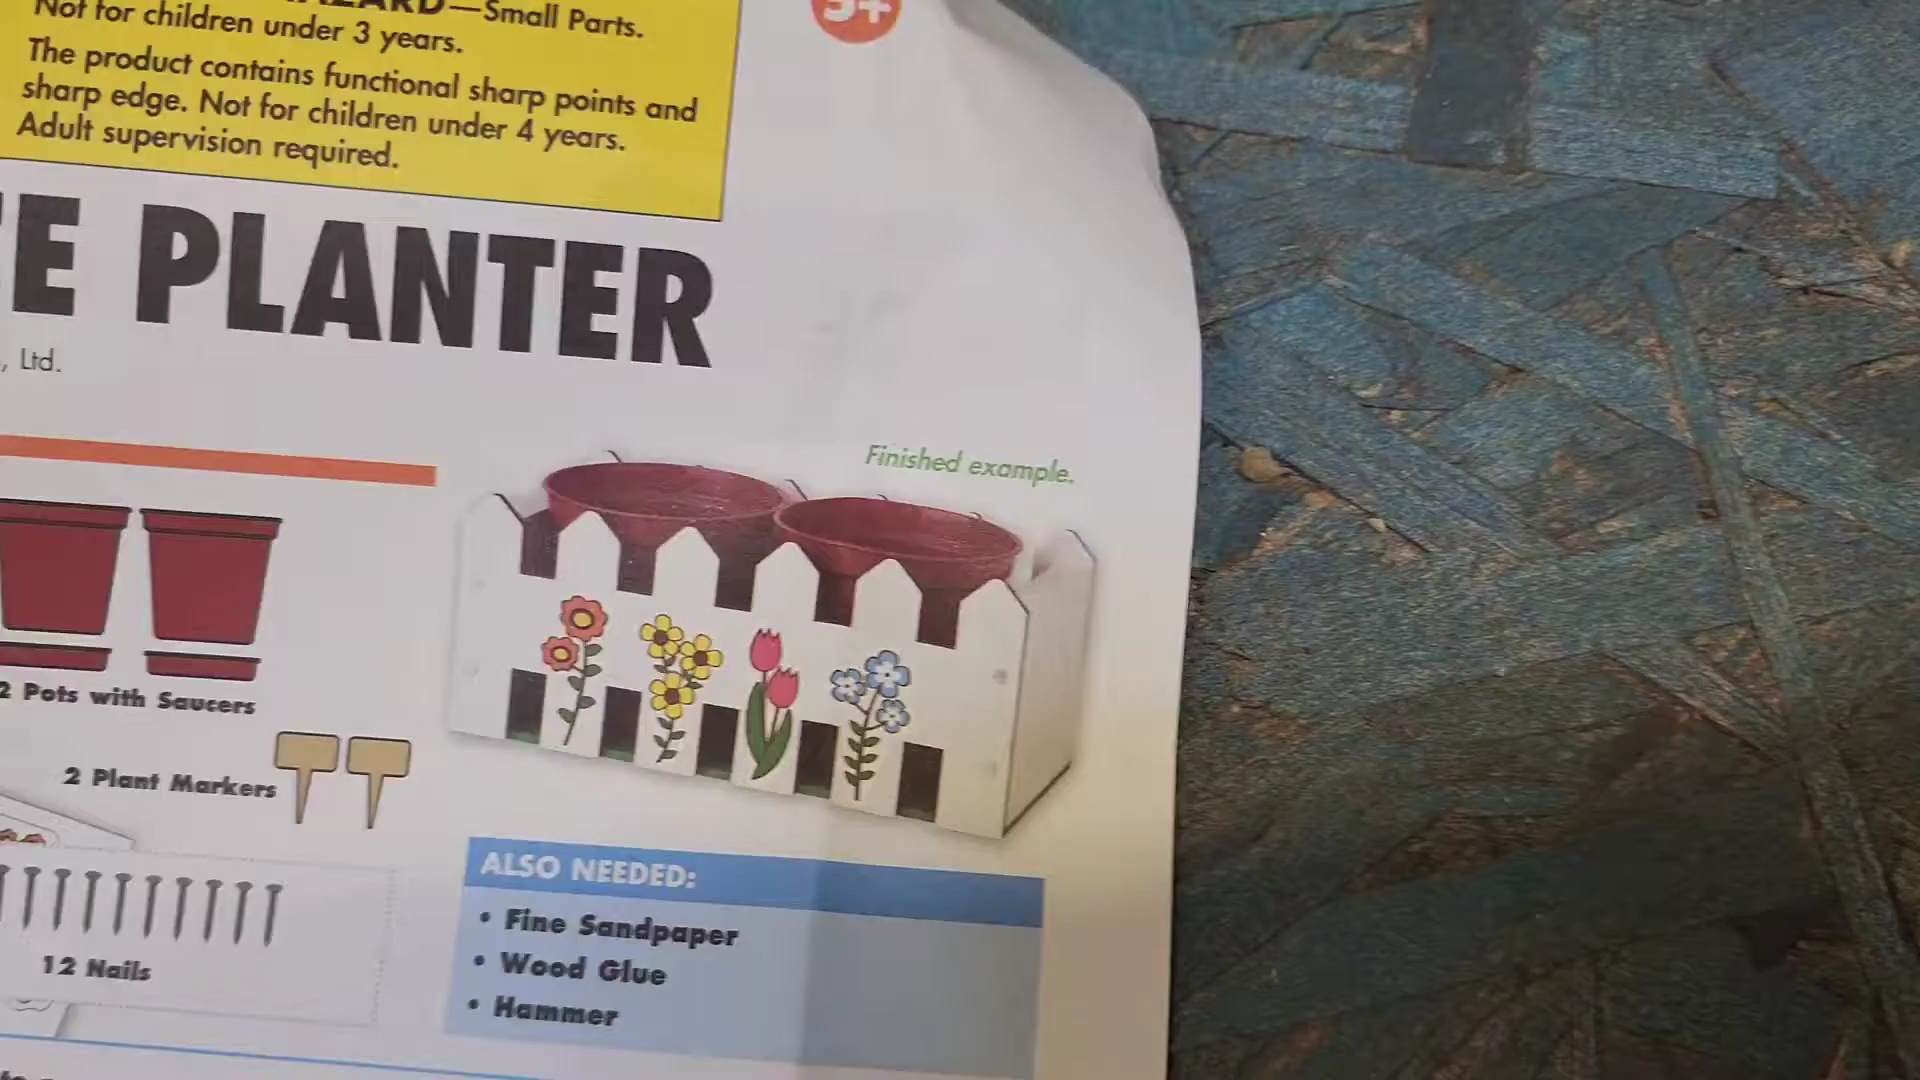 HAZARD—Small Parts.
Not for children under 3 years.
The product contains functional sharp points and
sharp edge. Not for children under 4 years.
Adult supervision required.
PLANTER
, Ltd.
Finished example.
2 Pots with Saucers
2 Plant Markers
12 Nails
ALSO NEEDED:
• Fine Sandpaper
• Wood Glue
• Hammer